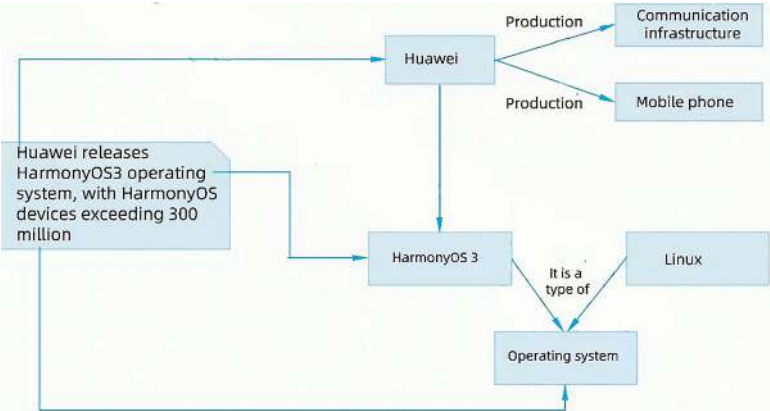 Production
Communication
infrastructure
Huawei
Production
Mobile phone
Huawei releases
HarmonyOS3 operating
system, with HarmonyOS
devices exceeding 300
million
HarmonyOS 3
It is a
type of
Linux
Operating system